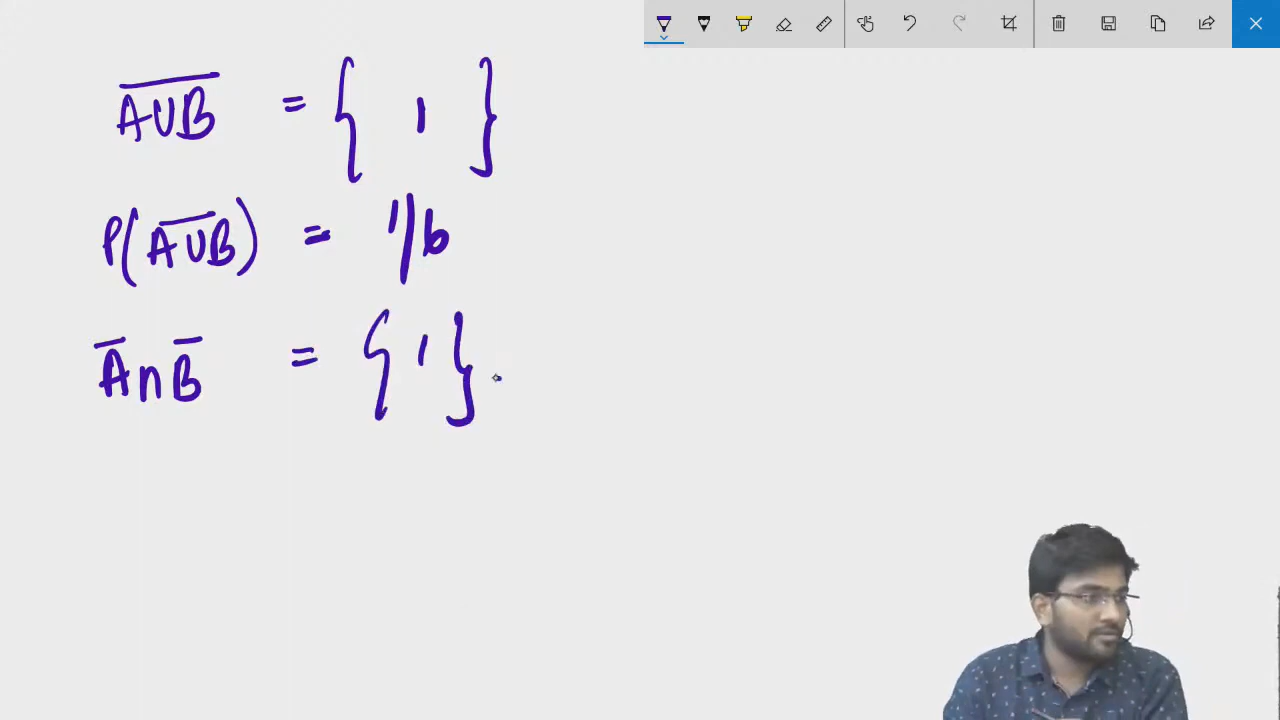 A∪B̅ = { 1 }
P(A∪B̅) = 1/6
A̅∩B̅ = { 1 }